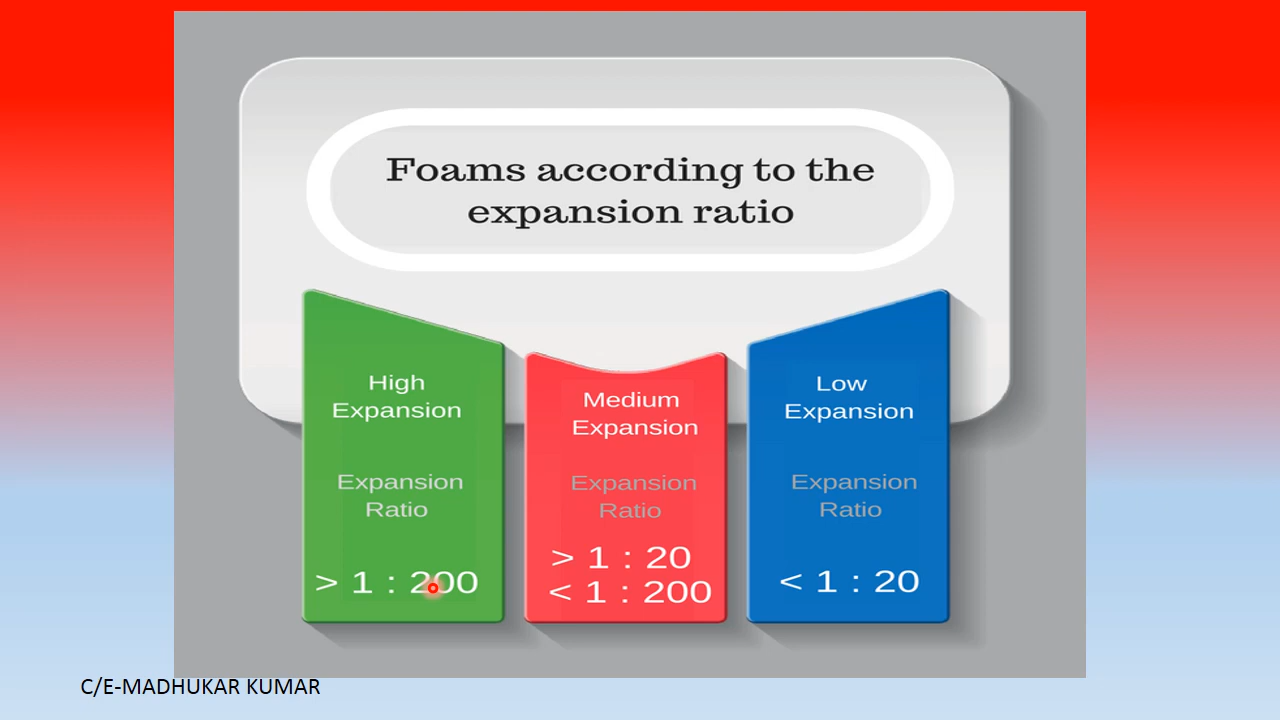 Foams according to the
expansion ratio
High
Expansion
Expansion
Ratio
> 1 : 200
Medium
Expansion
Expansion
Ratio
> 1 : 20
< 1 : 200
Low
Expansion
Expansion
Ratio
< 1 : 20
C/E-MADHUKAR KUMAR